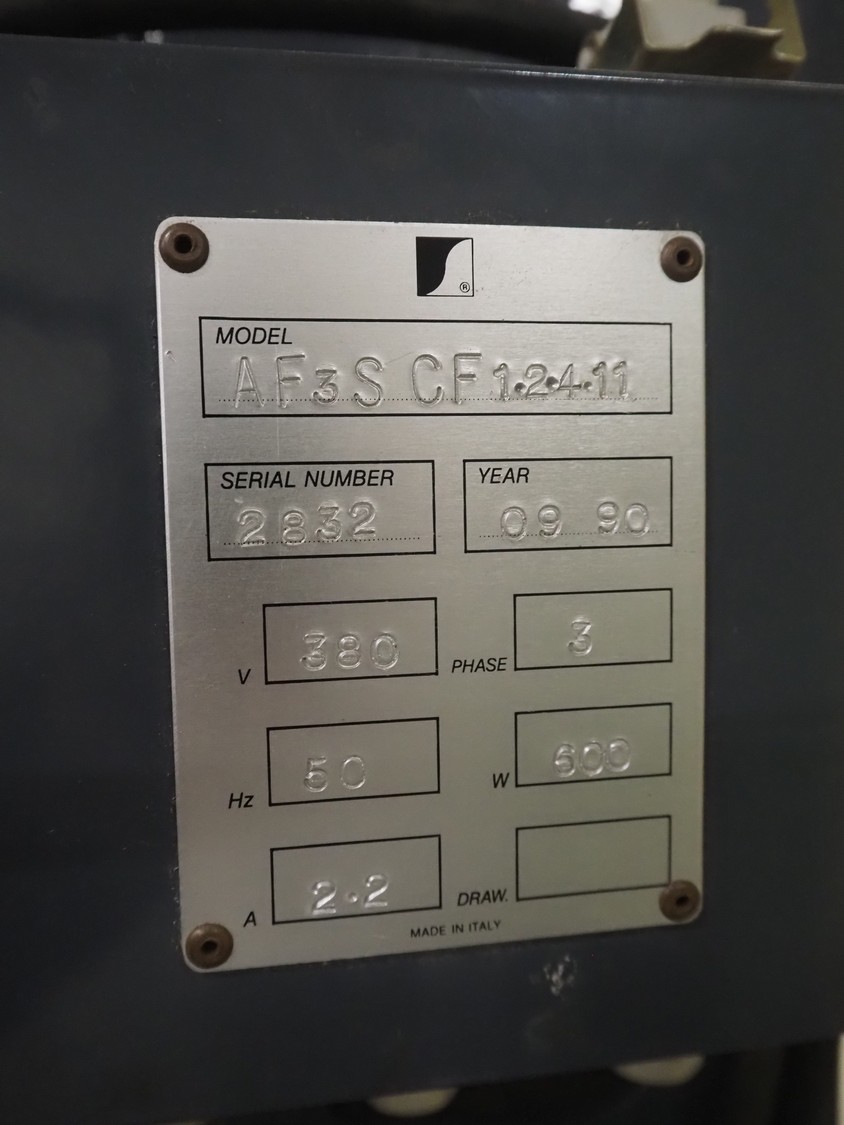 ®
MODEL
AF3S CF1·2·4·11
SERIAL NUMBER YEAR
2832 09 90
V 380 PHASE 3
Hz 50 W 600
A 2.2 DRAW.
MADE IN ITALY